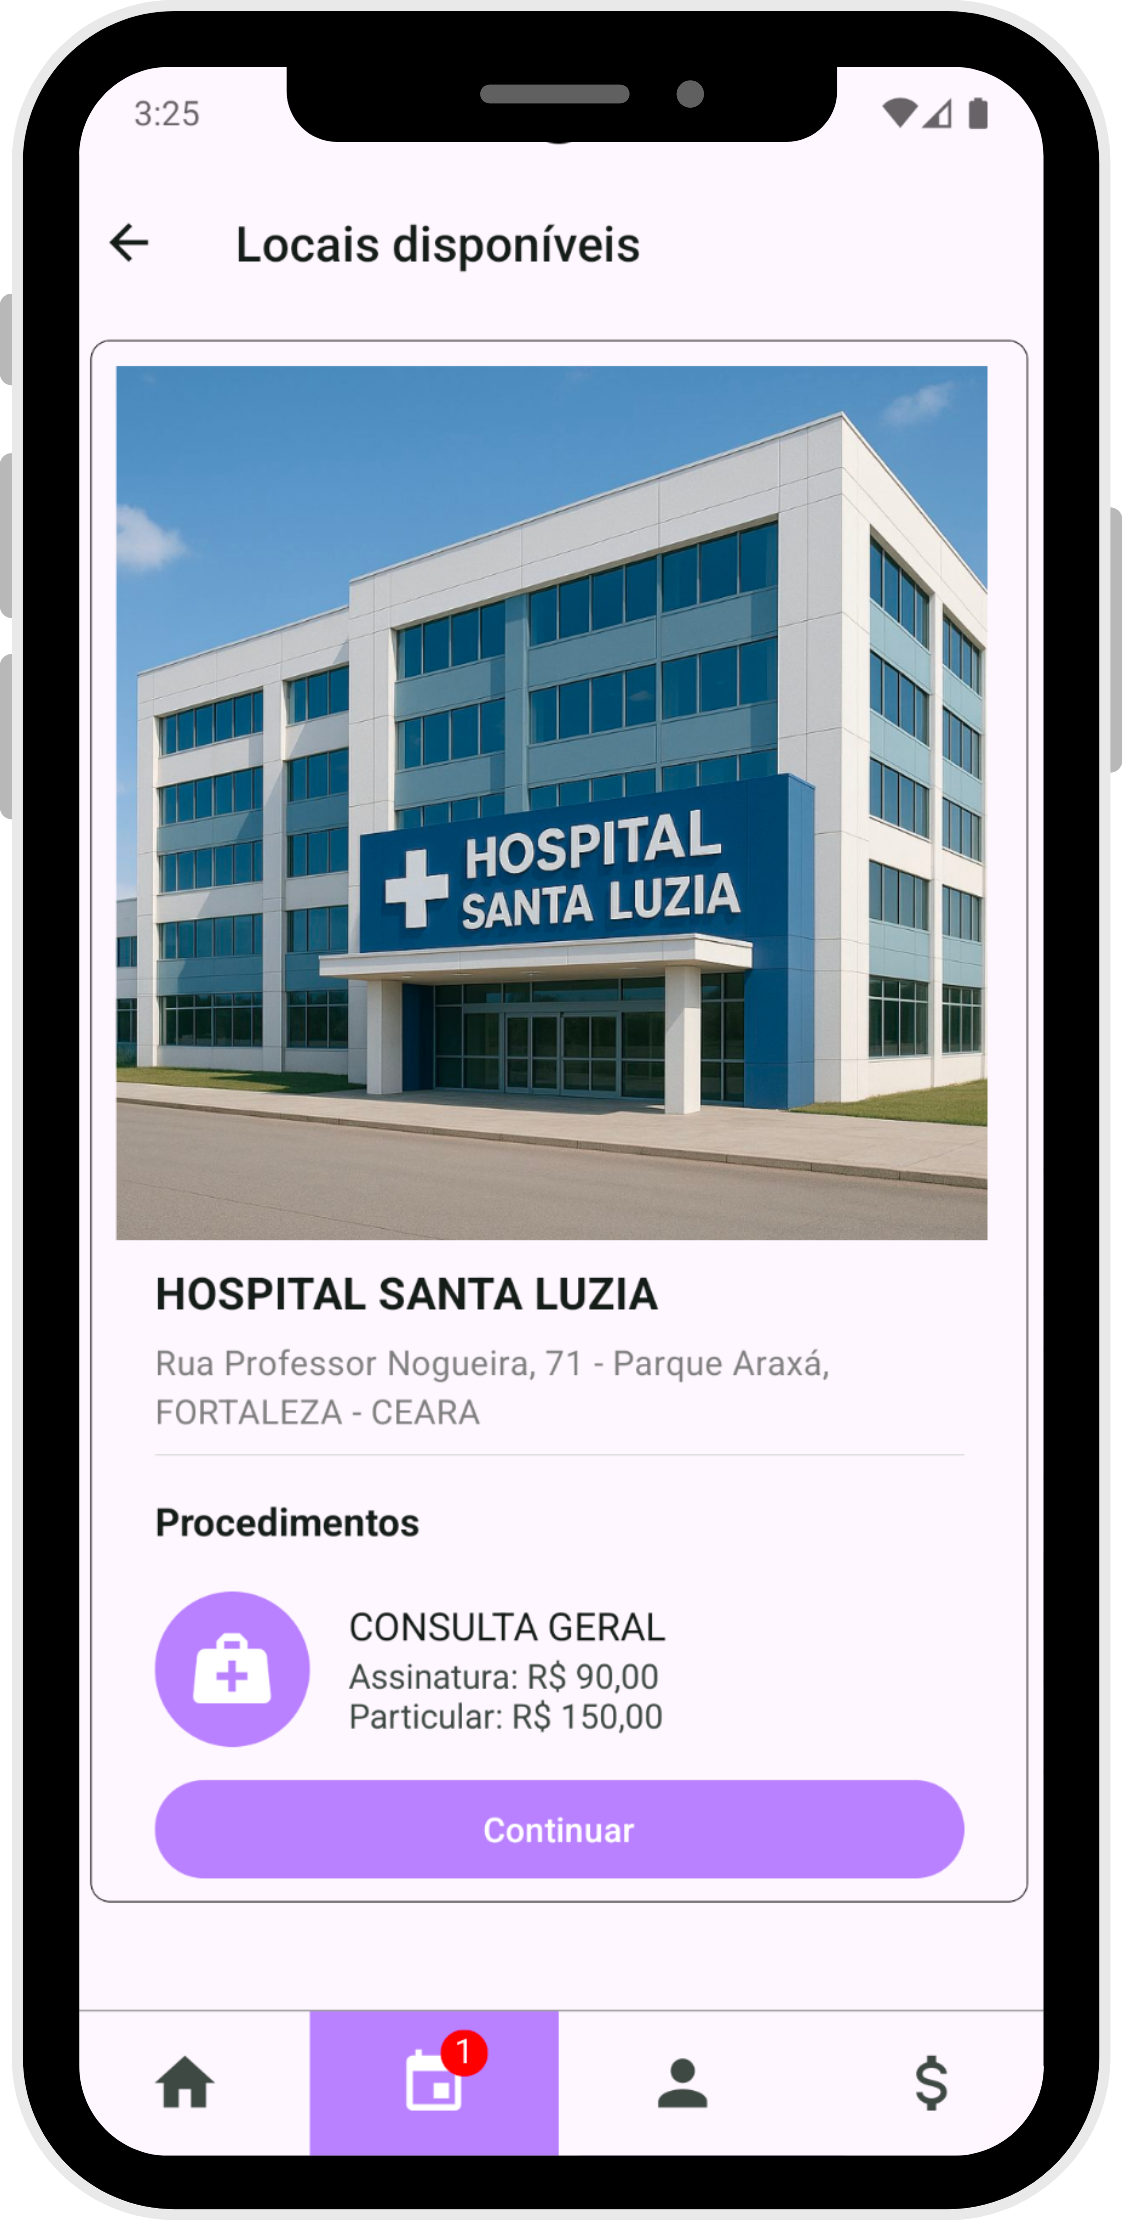 3:25
Locais disponíveis
HOSPITAL
SANTA LUZIA
HOSPITAL SANTA LUZIA
Rua Professor Nogueira, 71 - Parque Araxá,
FORTALEZA - CEARA
Procedimentos
CONSULTA GERAL
Assinatura: R$ 90,00
Particular: R$ 150,00
Continuar
1